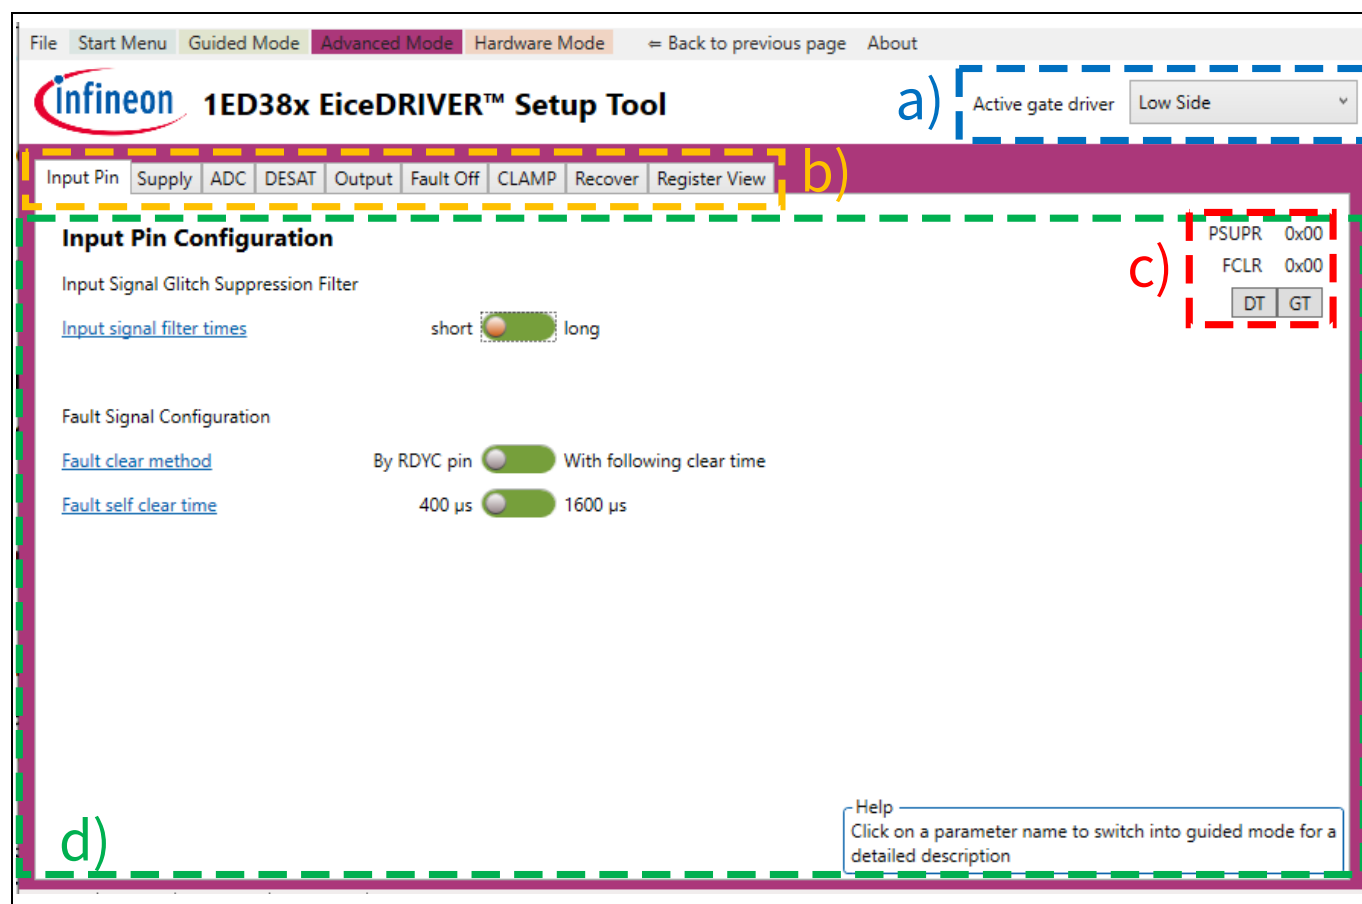 File Start Menu Guided Mode Advanced Mode Hardware Mode ⇐ Back to previous page About
infineon 1ED38x EiceDRIVER™ Setup Tool a) Active gate driver Low Side
Input Pin Supply ADC DESAT Output Fault Off CLAMP Recover Register View b)
Input Pin Configuration
PSUPR 0x00
c) FCLR 0x00
DT GT
Input Signal Glitch Suppression Filter
Input signal filter times short long
Fault Signal Configuration
Fault clear method By RDYC pin With following clear time
Fault self clear time 400 µs 1600 µs
d)
Help
Click on a parameter name to switch into guided mode for a
detailed description